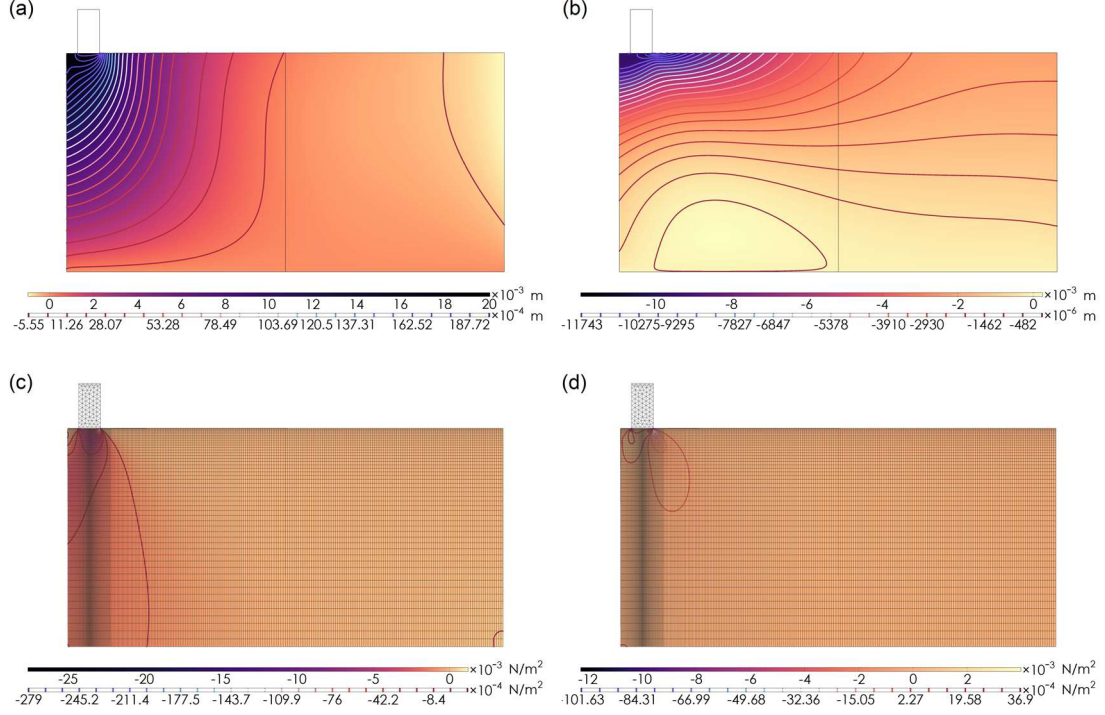 (a)
(b)
0 2 4 6 8 10 12 14 16 18 20 ×10⁻³ m
-5.55 11.26 28.07 53.28 78.49 103.69 120.5 137.31 162.52 187.72 ×10⁻⁴ m
-10 -8 -6 -4 -2 0 ×10⁻³ m
-11743 -10275 -9295 -7827 -6847 -5378 -3910 -2930 -1462 -482 ×10⁻⁶ m
(c)
(d)
-25 -20 -15 -10 -5 0 ×10⁻³ N/m²
-279 -245.2 -211.4 -177.5 -143.7 -109.9 -76 -42.2 -8.4 ×10⁻⁴ N/m²
-12 -10 -8 -6 -4 -2 0 2 ×10⁻³ N/m²
-101.63 -84.31 -66.99 -49.68 -32.36 -15.05 2.27 19.58 36.9 ×10⁻⁴ N/m²